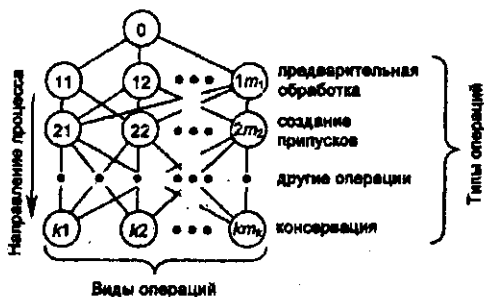 0
11 12 1m₁ предварительная
обработка
21 22 2m₂ создание
припусков
другие операции
k1 k2 kmₖ консервация
Виды операций
Направление процесса
Типы операций